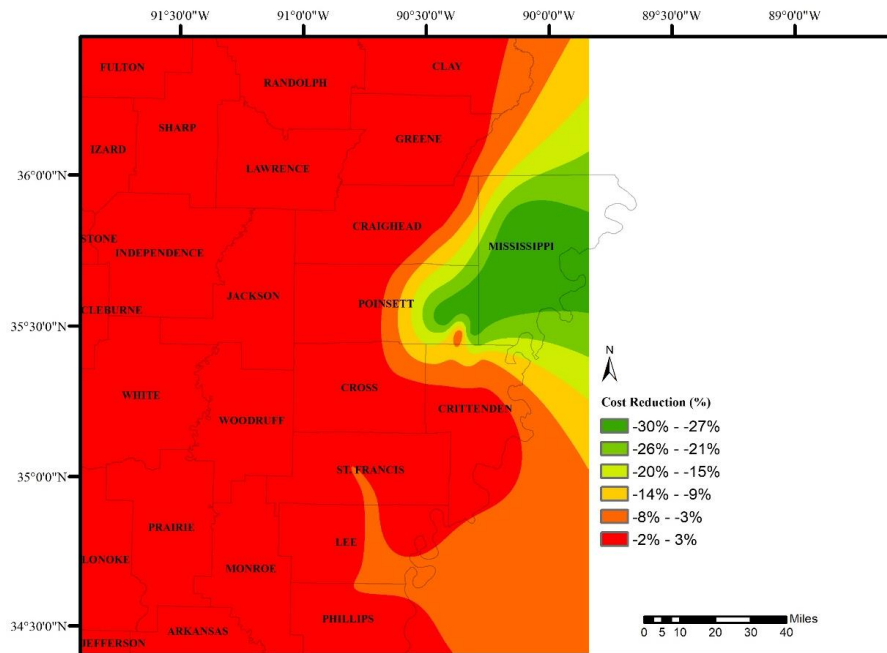 91°30'0"W 91°0'0"W 90°30'0"W 90°0'0"W 89°30'0"W 89°0'0"W
FULTON
CLAY
RANDOLPH
SHARP
GREENE
IZARD
LAWRENCE
36°0'0"N
CRAIGHEAD
STONE
MISSISSIPPI
INDEPENDENCE
JACKSON
POINSETT
CLEBURNE
35°30'0"N
N
CROSS
WHITE
CRITTENDEN
WOODRUFF
Cost Reduction (%)
-30% - -27%
-26% - -21%
-20% - -15%
-14% - -9%
-8% - -3%
-2% - 3%
ST. FRANCIS
35°0'0"N
PRAIRIE
LEE
LONOKE
MONROE
PHILLIPS
34°30'0"N
ARKANSAS
JEFFERSON
Miles
0 5 10 20 30 40